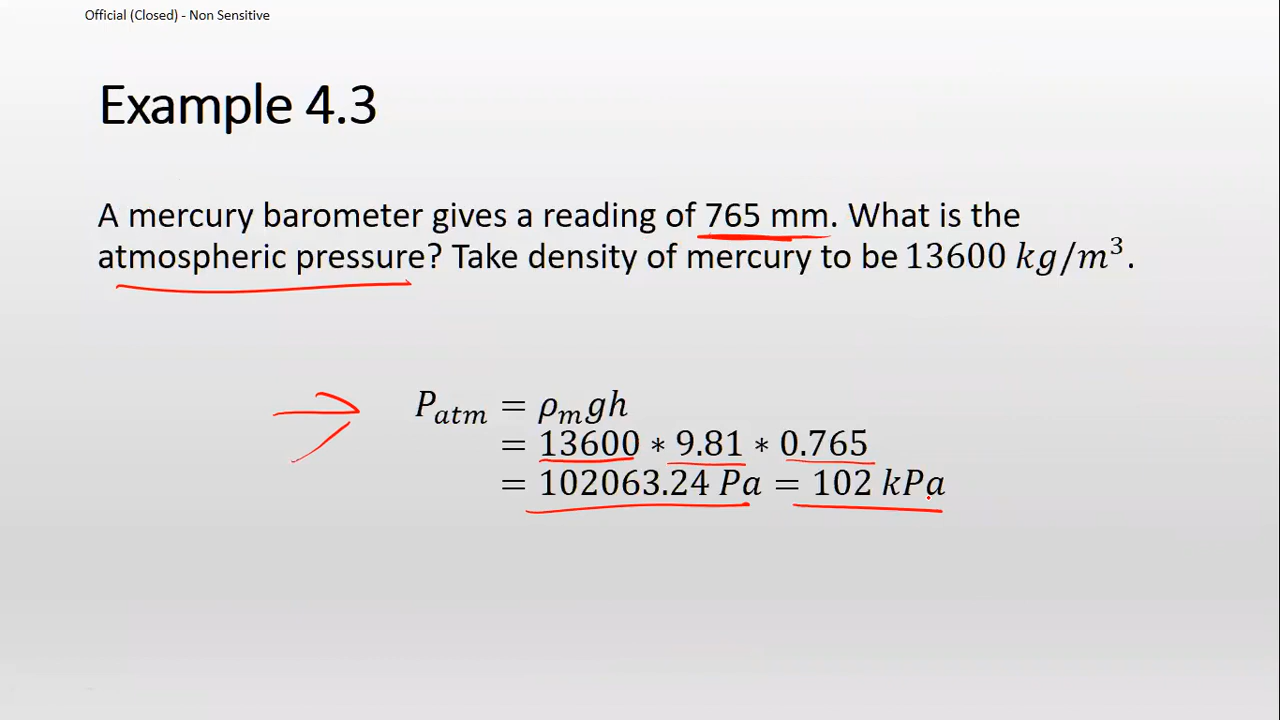 Official (Closed) - Non Sensitive
Example 4.3
A mercury barometer gives a reading of 765 mm. What is the
atmospheric pressure? Take density of mercury to be 13600 kg/m³.
P_atm = ρ_m gh
= 13600 * 9.81 * 0.765
= 102063.24 Pa = 102 kPa